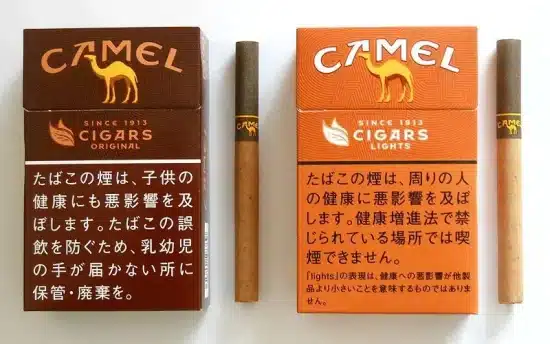 CAMEL
SINCE 1913
CIGARS
ORIGINAL
たばこの煙は、子供の
健康にも悪影響を及
ぼします。たばこの誤
飲を防ぐため、乳幼児
の手が届かない所に
保管・廃棄を。
CAMEL
CAMEL
SINCE 1913
CIGARS
LIGHTS
たばこの煙は、周りの人
の健康に悪影響を及ぼ
します。健康増進法で禁
じられている場所では喫
煙できません。
「lights」の表現は、健康への悪影響が他製
品より小さいことを意味するものではありま
せん。
CAMEL